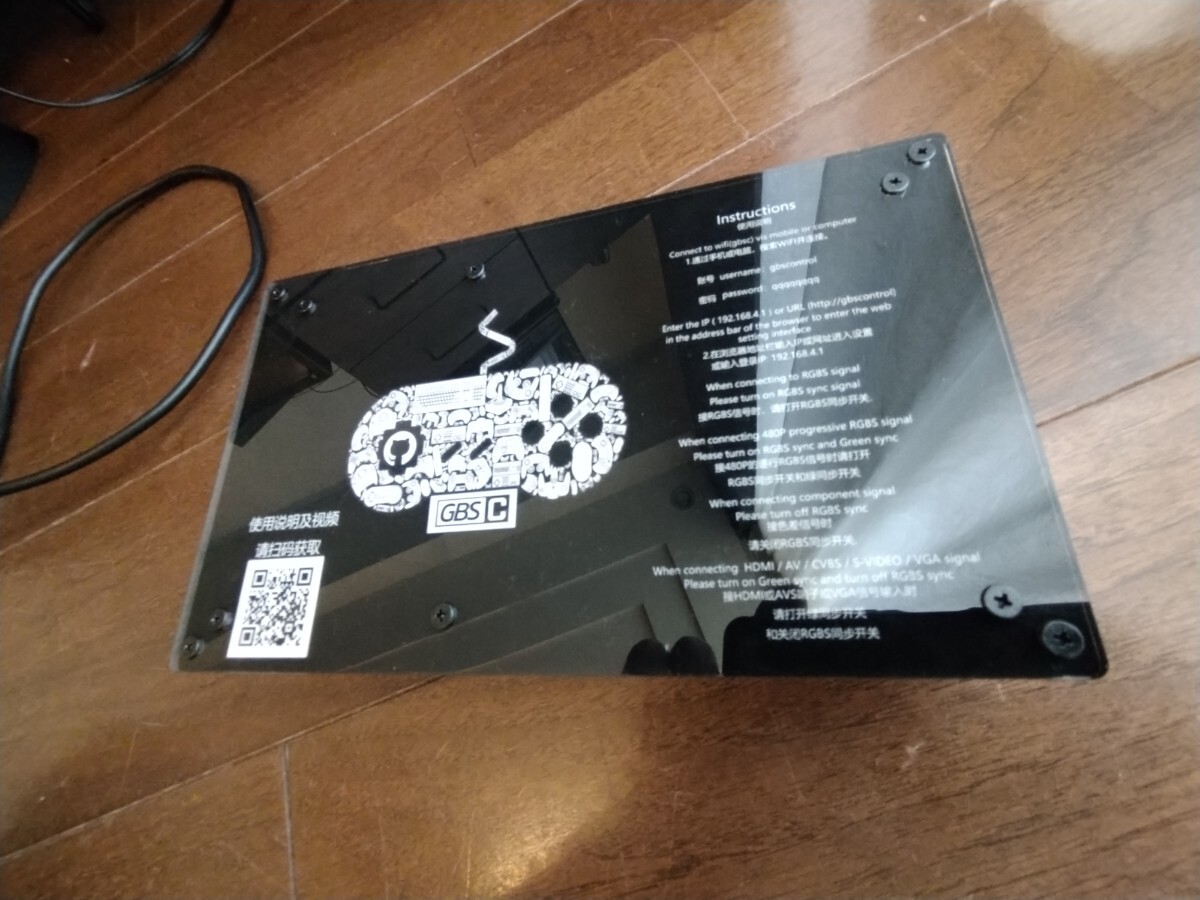 Instructions
使用说明
Connect to wifi(gbsc) via mobile or computer
1.通过手机或电脑，搜索WIFI并连接。
账号 username: gbscontrol
密码 password: qqqqqqqq
Enter the IP ( 192.168.4.1 ) or URL (http://gbscontrol)
in the address bar of the browser to enter the web
setting interface
2.在浏览器地址栏输入IP或网址进入设置
或输入登录IP: 192.168.4.1
When connecting to RGBS signal
Please turn on RGBS sync signal
接RGBS信号时，请打开RGBS同步开关.
When connecting 480P progressive RGBS signal
Please turn on RGBS sync and Green sync
接480P的逐行RGBS信号时请打开
RGBS同步开关和绿同步开关
When connecting component signal
Please turn off RGBS sync
接色差信号时
请关闭RGBS同步开关.
When connecting HDMI / AV / CVBS / S-VIDEO / VGA signal
Please turn on Green sync and turn off RGBS sync
接HDMI或AVS端子或VGA信号输入时
请打开绿同步开关
和关闭RGBS同步开关
GBS C
使用说明及视频
请扫码获取